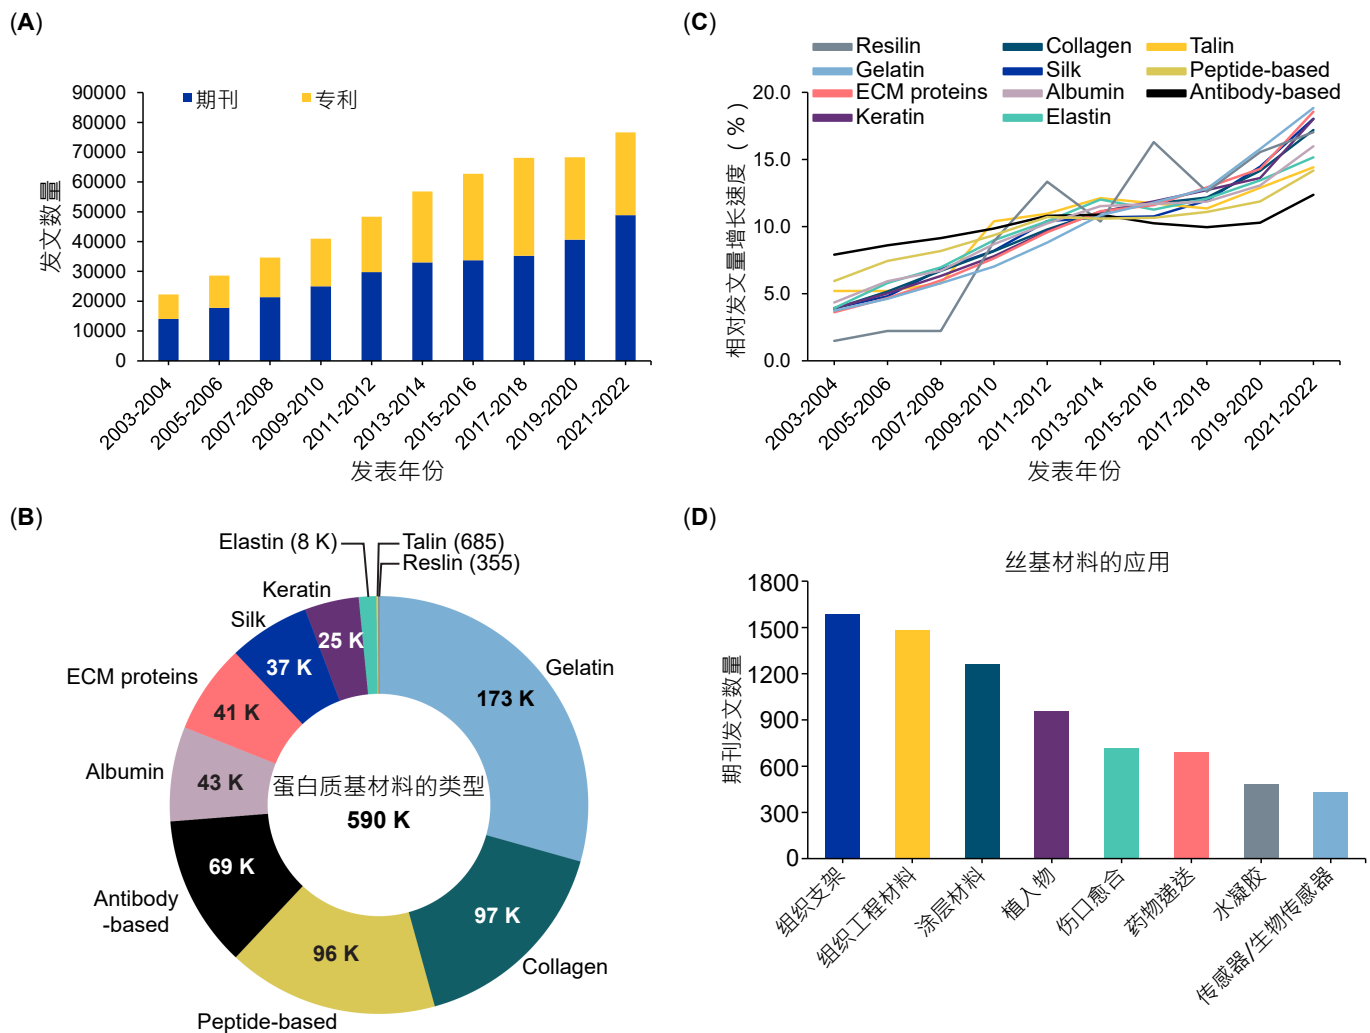 (A)
期刊
专利
发文数量
90000
80000
70000
60000
50000
40000
30000
20000
10000
0
2003-2004
2005-2006
2007-2008
2009-2010
2011-2012
2013-2014
2015-2016
2017-2018
2019-2020
2021-2022
发表年份
(C)
Resilin
Collagen
Talin
Gelatin
Silk
Peptide-based
ECM proteins
Albumin
Antibody-based
Keratin
Elastin
相对发文量增长速度 (%)
20.0
15.0
10.0
5.0
0.0
2003-2004
2005-2006
2007-2008
2009-2010
2011-2012
2013-2014
2015-2016
2017-2018
2019-2020
2021-2022
发表年份
(B)
Elastin (8 K)
Talin (685)
Reslin (355)
Keratin
25 K
Silk
37 K
ECM proteins
41 K
Albumin
43 K
Antibody
-based
69 K
Peptide-based
96 K
Collagen
97 K
Gelatin
173 K
蛋白质基材料的类型
590 K
(D)
丝基材料的应用
期刊发文数量
1800
1500
1200
900
600
300
0
组织支架
组织工程材料
涂层材料
植入物
伤口愈合
药物递送
水凝胶
传感器/生物传感器